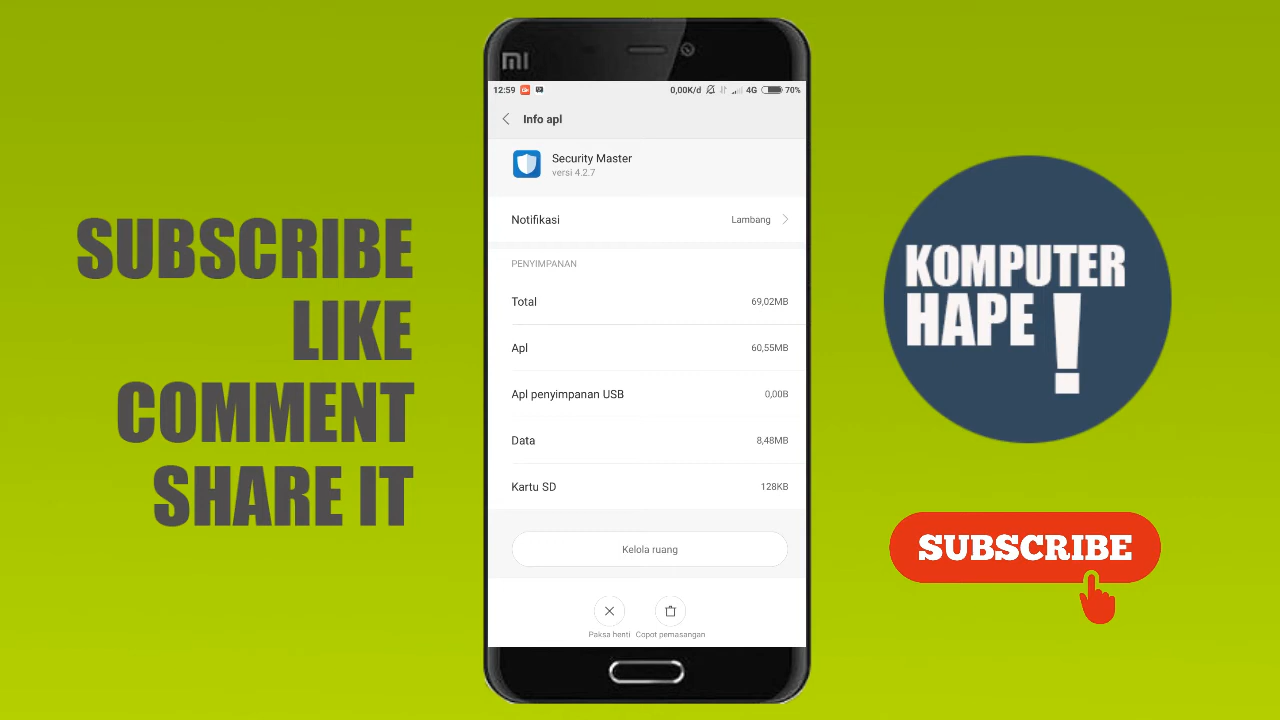 SUBSCRIBE
LIKE
COMMENT
SHARE IT
MI
12:59 0,00K/d 4G 70%
Info apl
Security Master
versi 4.2.7
Notifikasi Lambang
PENYIMPANAN
Total 69,02MB
Apl 60,55MB
Apl penyimpanan USB 0,00B
Data 8,48MB
Kartu SD 128KB
Kelola ruang
Paksa henti Copot pemasangan
KOMPUTER
HAPE !
SUBSCRIBE